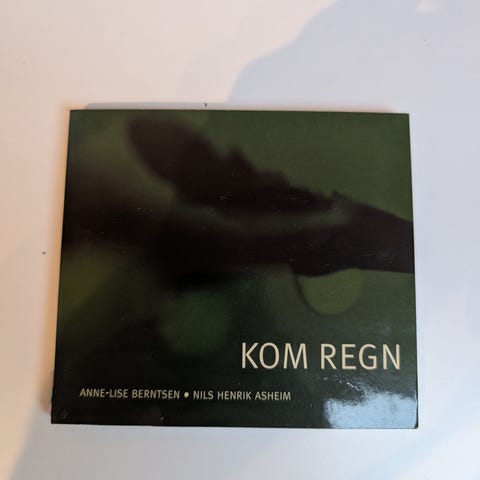 KOM REGN
ANNE-LISE BERNTSEN • NILS HENRIK ASHEIM